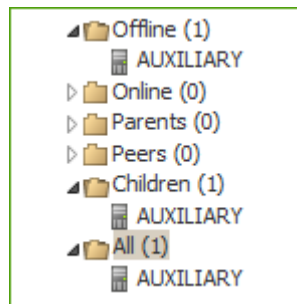 Offline (1)
AUXILIARY
Online (0)
Parents (0)
Peers (0)
Children (1)
AUXILIARY
All (1)
AUXILIARY